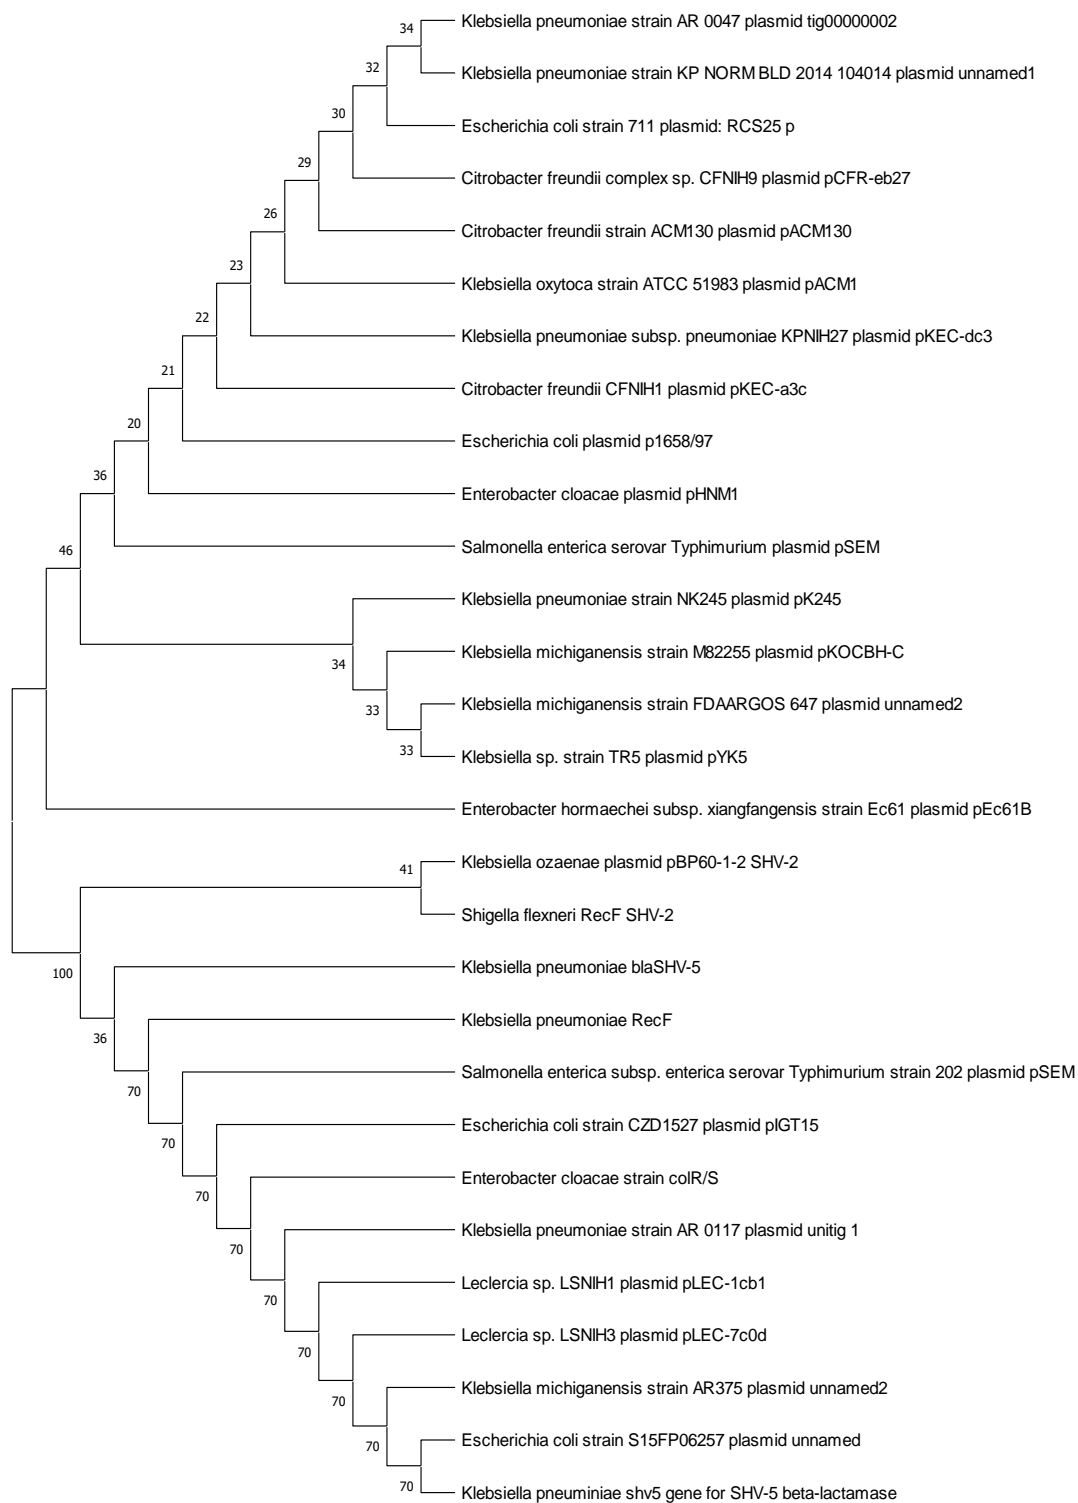 34
Klebsiella pneumoniae strain AR 0047 plasmid tig00000002
32
Klebsiella pneumoniae strain KP NORM BLD 2014 104014 plasmid unnamed1
30
Escherichia coli strain 711 plasmid: RCS25 p
29
Citrobacter freundii complex sp. CFNIH9 plasmid pCFR-eb27
26
Citrobacter freundii strain ACM130 plasmid pACM130
23
Klebsiella oxytoca strain ATCC 51983 plasmid pACM1
22
Klebsiella pneumoniae subsp. pneumoniae KPNIH27 plasmid pKEC-dc3
21
Citrobacter freundii CFNIH1 plasmid pKEC-a3c
20
Escherichia coli plasmid p1658/97
36
Enterobacter cloacae plasmid pHNM1
46
Salmonella enterica serovar Typhimurium plasmid pSEM
Klebsiella pneumoniae strain NK245 plasmid pK245
34
Klebsiella michiganensis strain M82255 plasmid pKOCBH-C
33
Klebsiella michiganensis strain FDAARGOS 647 plasmid unnamed2
33
Klebsiella sp. strain TR5 plasmid pYK5
Enterobacter hormaechei subsp. xiangfangensis strain Ec61 plasmid pEc61B
41
Klebsiella ozaenae plasmid pBP60-1-2 SHV-2
Shigella flexneri RecF SHV-2
100
Klebsiella pneumoniae blaSHV-5
36
Klebsiella pneumoniae RecF
70
Salmonella enterica subsp. enterica serovar Typhimurium strain 202 plasmid pSEM
70
Escherichia coli strain CZD1527 plasmid pIGT15
70
Enterobacter cloacae strain colR/S
70
Klebsiella pneumoniae strain AR 0117 plasmid unitig 1
70
Leclercia sp. LSNIH1 plasmid pLEC-1cb1
70
Leclercia sp. LSNIH3 plasmid pLEC-7c0d
70
Klebsiella michiganensis strain AR375 plasmid unnamed2
70
Escherichia coli strain S15FP06257 plasmid unnamed
70
Klebsiella pneuminiae shv5 gene for SHV-5 beta-lactamase